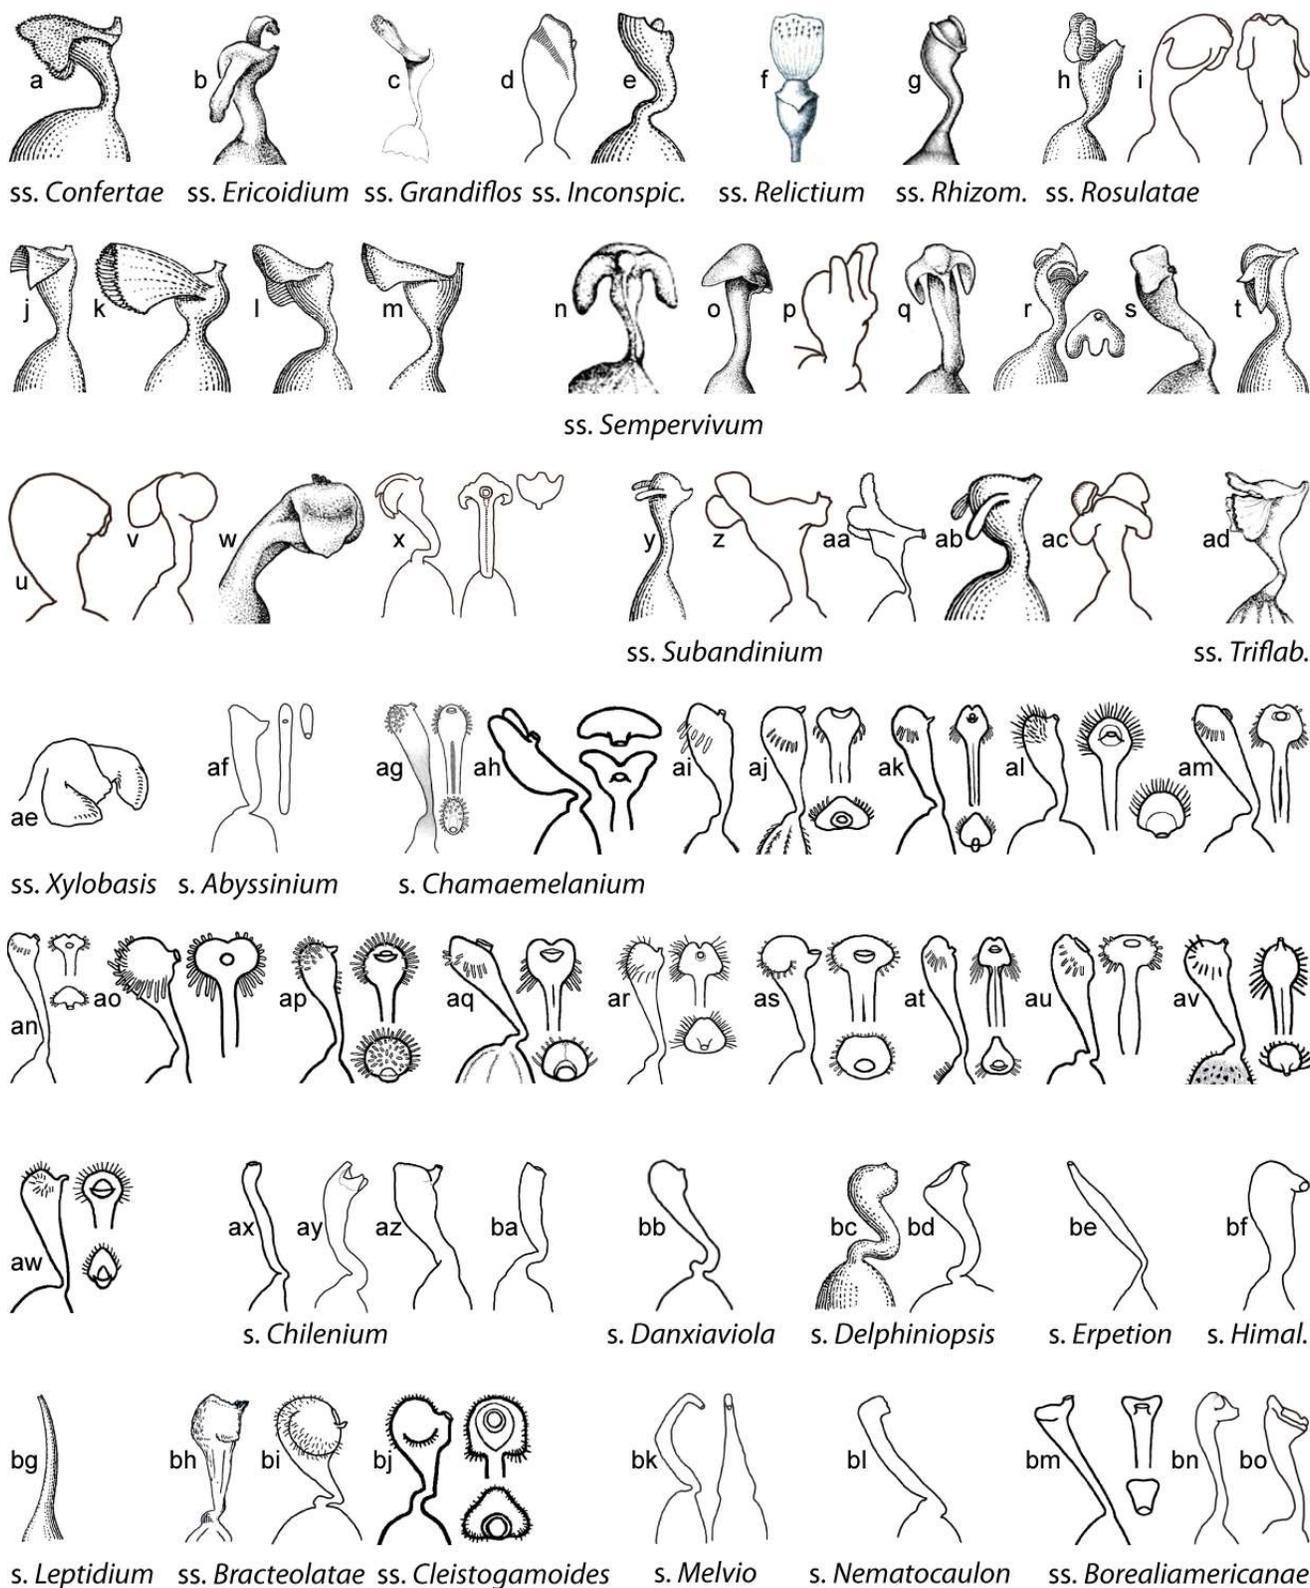 a b c d e f g h i
ss. Confertae ss. Ericoidium ss. Grandiflos ss. Inconspic. ss. Relictium ss. Rhizom. ss. Rosulatae
j k l m n o p q r s t
ss. Sempervivum
u v w x y z aa ab ac ad
ss. Subandinium ss. Triflab.
ae af ag ah ai aj ak al am
ss. Xylobasis s. Abyssinium s. Chamaemelanium
an ao ap aq ar as at au av
aw ax ay az ba bb bc bd be bf
s. Chilenium s. Danxiaviola s. Delphiniopsis s. Erpetion s. Himal.
bg bh bi bj bk bl bm bn bo
s. Leptidium ss. Bracteolatae ss. Cleistogamoides s. Melvio s. Nematocaulon ss. Borealiamericanae